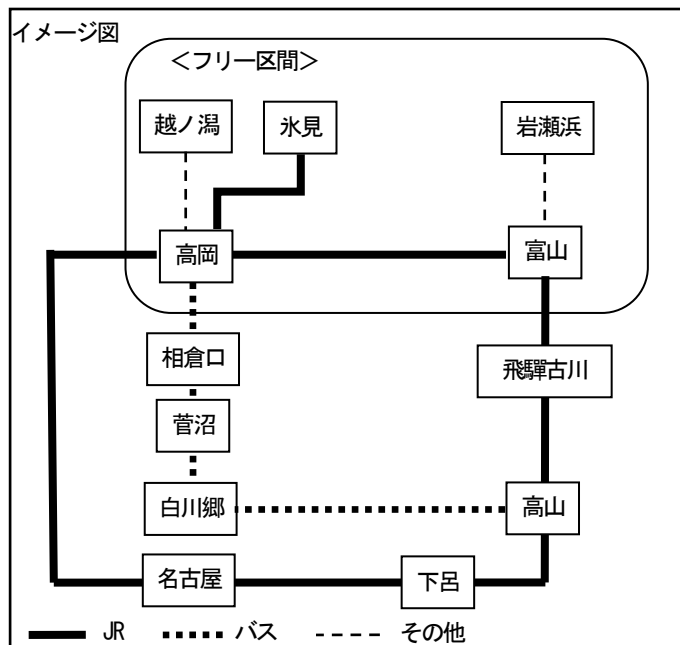 イメージ図
＜フリー区間＞
越ノ潟 氷見 岩瀬浜
高岡 富山
相倉口 飛驒古川
菅沼
白川郷 高山
名古屋 下呂
JR バス その他